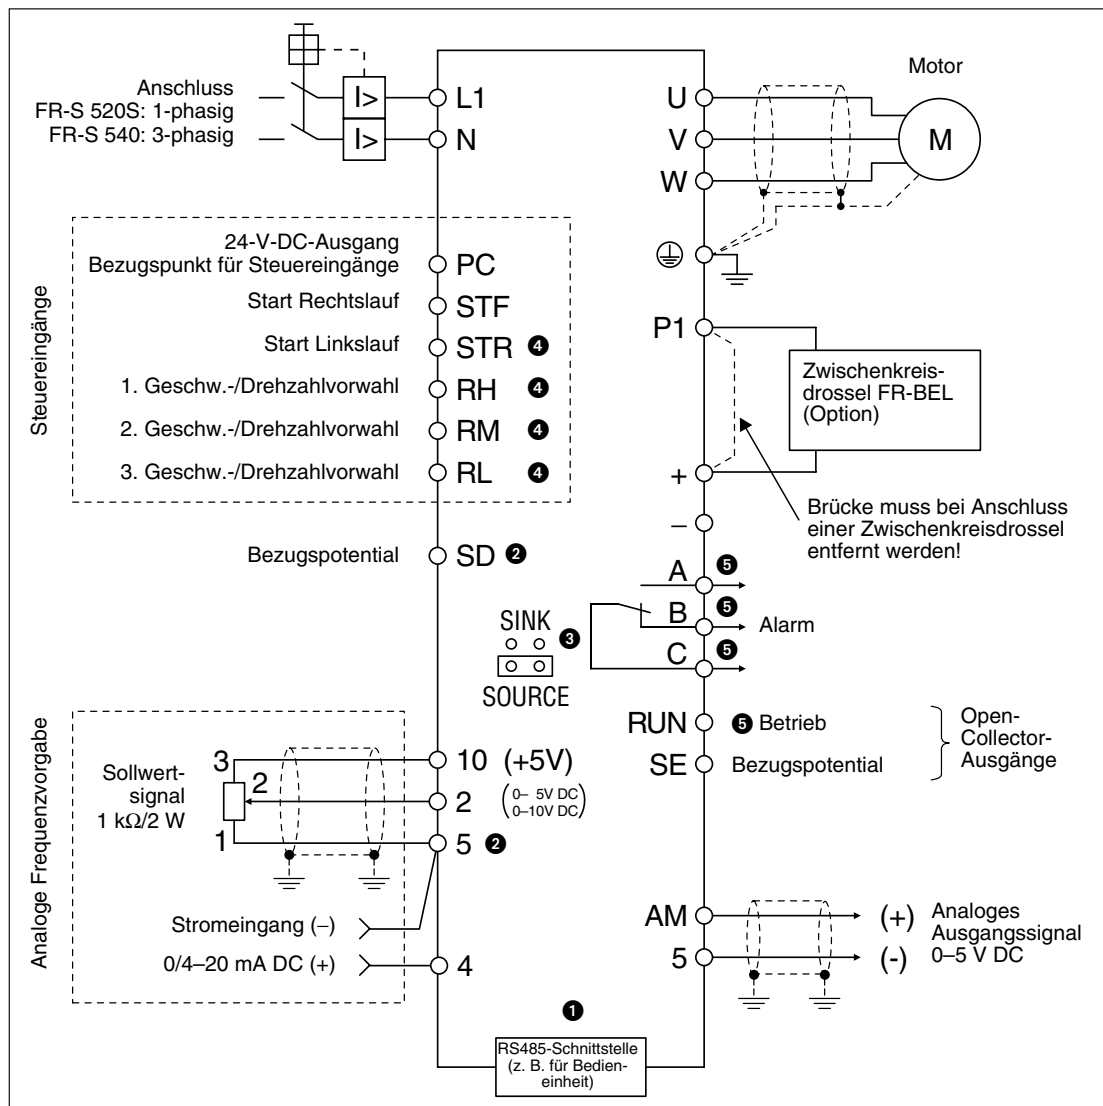 Anschluss
FR-S 520S: 1-phasig
FR-S 540: 3-phasig
I>
I>
L1
N
U
V
W
Motor
M
Steuereingänge
24-V-DC-Ausgang
Bezugspunkt für Steuereingänge
PC
Start Rechtslauf
STF
Start Linkslauf
STR ❹
1. Geschw.-/Drehzahlvorwahl
RH ❹
2. Geschw.-/Drehzahlvorwahl
RM ❹
3. Geschw.-/Drehzahlvorwahl
RL ❹
Bezugspotential
SD ❷
P1
Zwischenkreis-
drossel FR-BEL
(Option)
+
–
Brücke muss bei Anschluss
einer Zwischenkreisdrossel
entfernt werden!
SINK
❸
SOURCE
A ❺
B ❺
C ❺
Alarm
RUN ❺ Betrieb
SE Bezugspotential
Open-
Collector-
Ausgänge
Analoge Frequenzvorgabe
Sollwert-
signal
1 kΩ/2 W
3
2
1
10 (+5V)
2
(0– 5V DC
0–10V DC)
5 ❷
Stromeingang (–)
0/4–20 mA DC (+)
4
AM
5
(+)
(-)
Analoges
Ausgangssignal
0–5 V DC
❶
RS485-Schnittstelle
(z. B. für Bedien-
einheit)